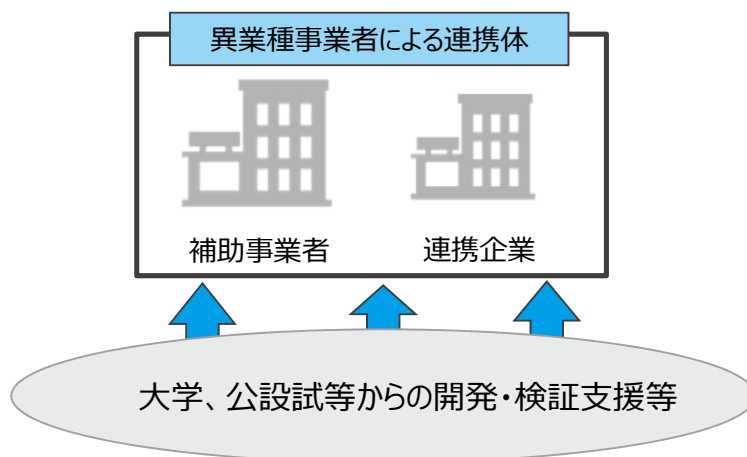 異業種事業者による連携体
補助事業者
連携企業
大学、公設試等からの開発・検証支援等